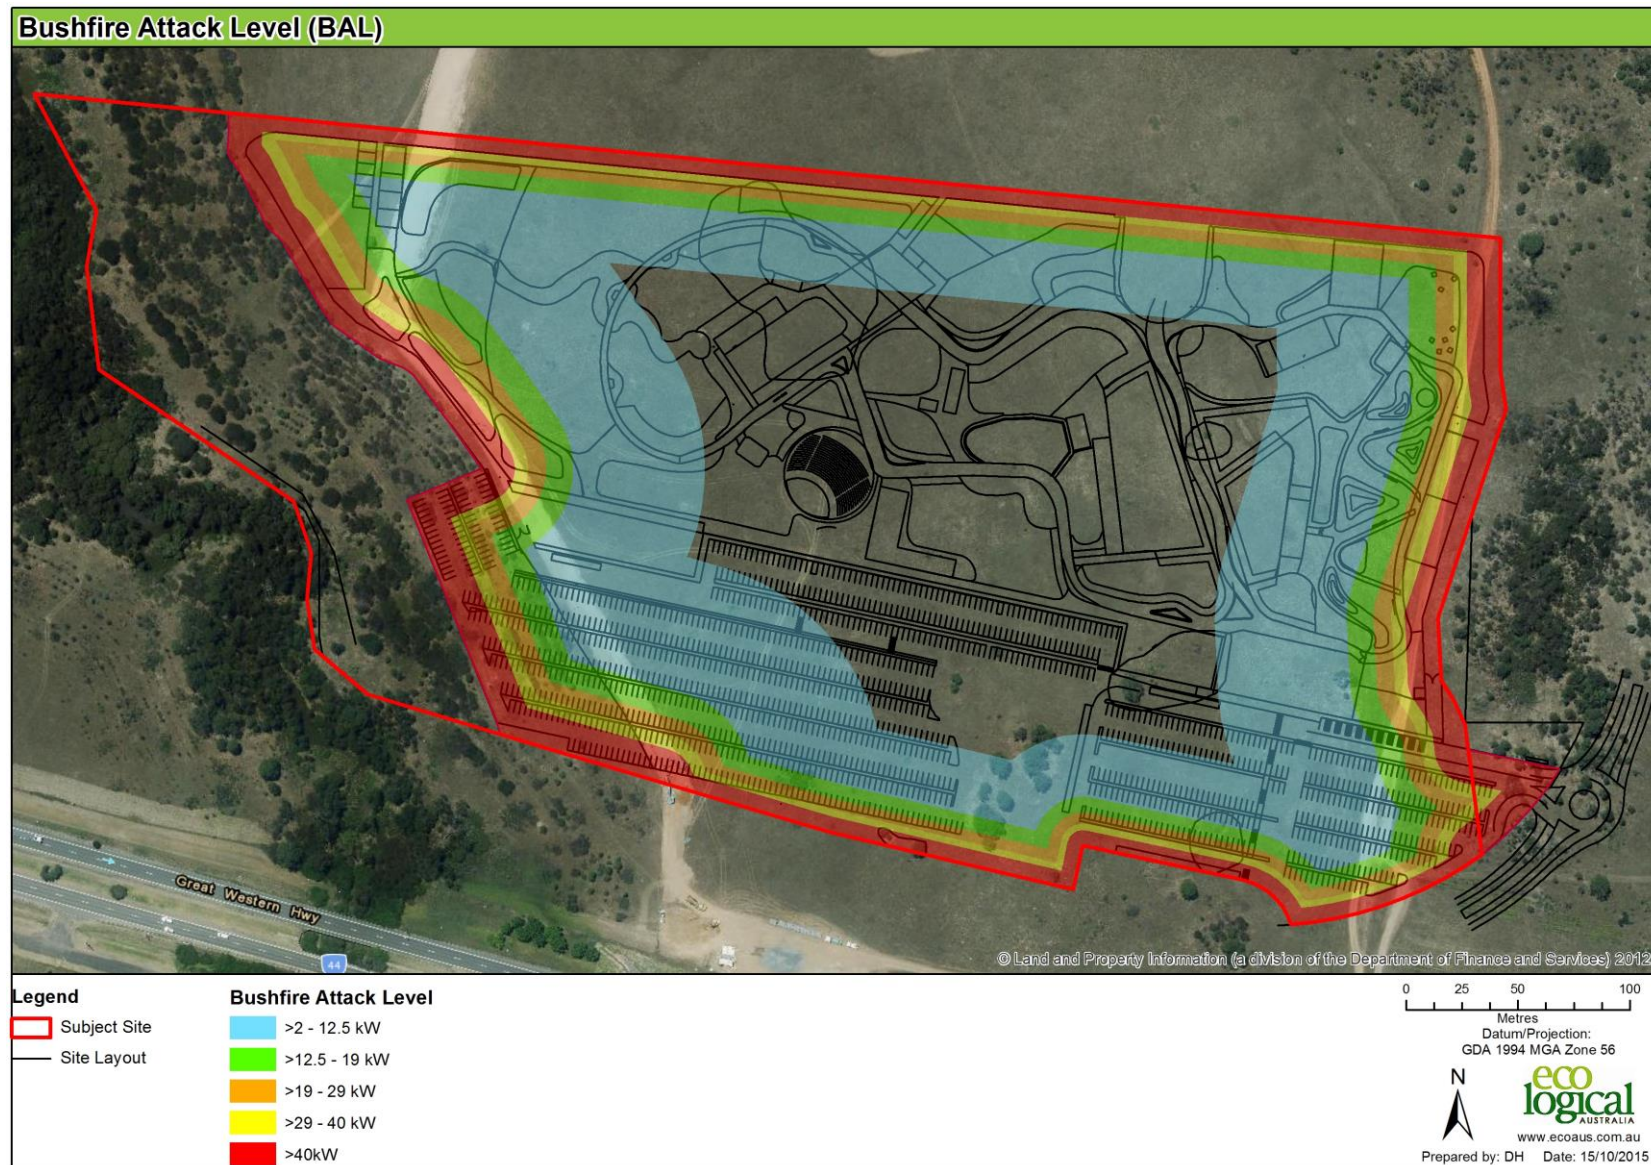 Bushfire Attack Level (BAL)
Great Western Hwy
44
© Land and Property Information (a division of the Department of Finance and Services) 2012
Legend
Subject Site
Site Layout
Bushfire Attack Level
>2 - 12.5 kW
>12.5 - 19 kW
>19 - 29 kW
>29 - 40 kW
>40kW
0 25 50 100
Metres
Datum/Projection:
GDA 1994 MGA Zone 56
N
eco
logical
AUSTRALIA
www.ecoaus.com.au
Prepared by: DH Date: 15/10/2015